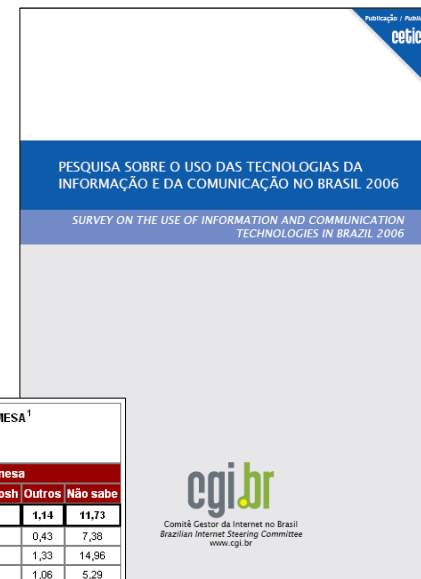 Publicação /
cetic
PESQUISA SOBRE O USO DAS TECNOLOGIAS DA
INFORMAÇÃO E DA COMUNICAÇÃO NO BRASIL 2006
SURVEY ON THE USE OF INFORMATION AND COMMUNICATION
TECHNOLOGIES IN BRAZIL 2006
MESA¹
nesa
osh Outros Não sabe
1,14 11,73
0,43 7,38
1,33 14,96
1,06 5,29
cgi.br
Comitê Gestor da Internet no Brasil
Brazilian Internet Steering Committee
www.cgi.br